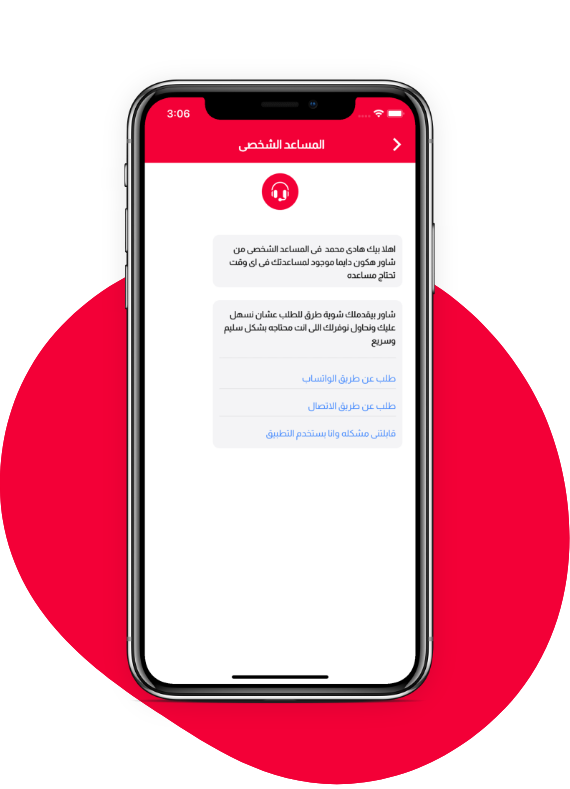 3:06
المساعد الشخصى
اهلا بيك هادى محمد فى المساعد الشخصى من
شاور هكون دايما موجود لمساعدتك فى اى وقت
تحتاج مساعده
شاور بيقدملك شوية طرق للطلب عشان نسهل
عليك ونحاول نوفرلك اللى انت محتاجه بشكل سليم
وسريع
طلب عن طريق الواتساب
طلب عن طريق الاتصال
قابلتنى مشكله وانا بستخدم التطبيق